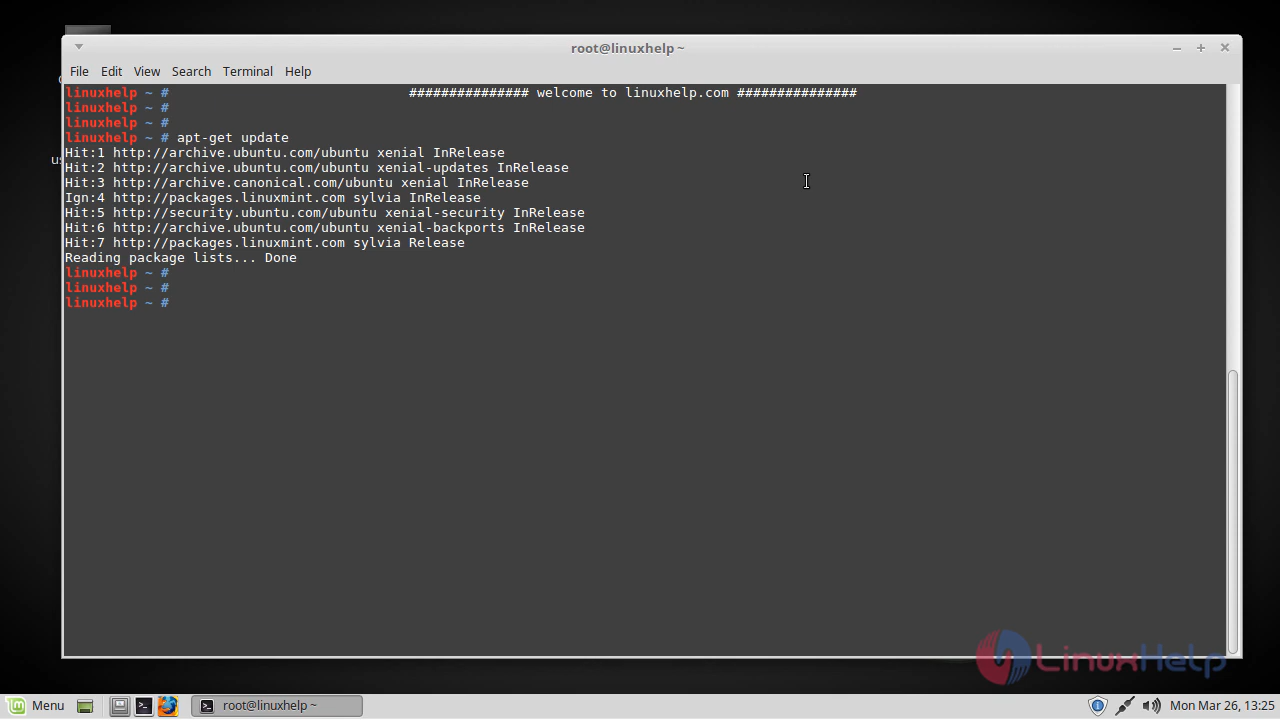 root@linuxhelp ~
File Edit View Search Terminal Help
linuxhelp ~ # ############### welcome to linuxhelp.com ###############
linuxhelp ~ #
linuxhelp ~ #
linuxhelp ~ # apt-get update
Hit:1 http://archive.ubuntu.com/ubuntu xenial InRelease
Hit:2 http://archive.ubuntu.com/ubuntu xenial-updates InRelease
Hit:3 http://archive.canonical.com/ubuntu xenial InRelease
Ign:4 http://packages.linuxmint.com sylvia InRelease
Hit:5 http://security.ubuntu.com/ubuntu xenial-security InRelease
Hit:6 http://archive.ubuntu.com/ubuntu xenial-backports InRelease
Hit:7 http://packages.linuxmint.com sylvia Release
Reading package lists... Done
linuxhelp ~ #
linuxhelp ~ #
linuxhelp ~ #
LinuxHelp
Menu root@linuxhelp ~ Mon Mar 26, 13:25